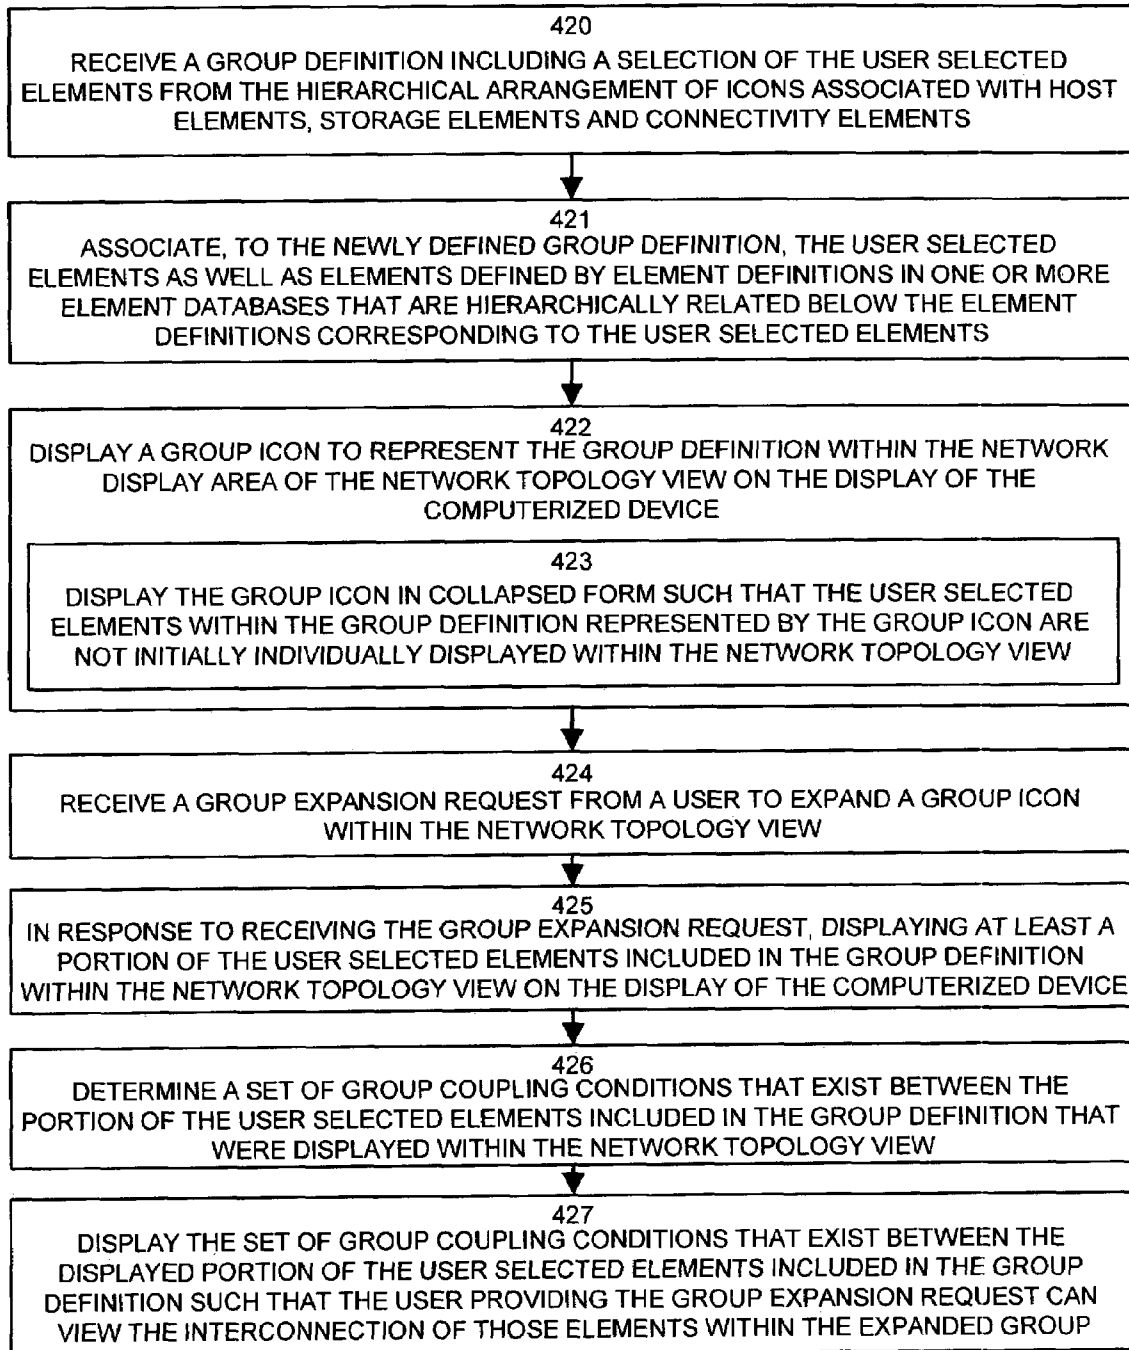 420
RECEIVE A GROUP DEFINITION INCLUDING A SELECTION OF THE USER SELECTED
ELEMENTS FROM THE HIERARCHICAL ARRANGEMENT OF ICONS ASSOCIATED WITH HOST
ELEMENTS, STORAGE ELEMENTS AND CONNECTIVITY ELEMENTS
421
ASSOCIATE, TO THE NEWLY DEFINED GROUP DEFINITION, THE USER SELECTED
ELEMENTS AS WELL AS ELEMENTS DEFINED BY ELEMENT DEFINITIONS IN ONE OR MORE
ELEMENT DATABASES THAT ARE HIERARCHICALLY RELATED BELOW THE ELEMENT
DEFINITIONS CORRESPONDING TO THE USER SELECTED ELEMENTS
422
DISPLAY A GROUP ICON TO REPRESENT THE GROUP DEFINITION WITHIN THE NETWORK
DISPLAY AREA OF THE NETWORK TOPOLOGY VIEW ON THE DISPLAY OF THE
COMPUTERIZED DEVICE
423
DISPLAY THE GROUP ICON IN COLLAPSED FORM SUCH THAT THE USER SELECTED
ELEMENTS WITHIN THE GROUP DEFINITION REPRESENTED BY THE GROUP ICON ARE
NOT INITIALLY INDIVIDUALLY DISPLAYED WITHIN THE NETWORK TOPOLOGY VIEW
424
RECEIVE A GROUP EXPANSION REQUEST FROM A USER TO EXPAND A GROUP ICON
WITHIN THE NETWORK TOPOLOGY VIEW
425
IN RESPONSE TO RECEIVING THE GROUP EXPANSION REQUEST, DISPLAYING AT LEAST A
PORTION OF THE USER SELECTED ELEMENTS INCLUDED IN THE GROUP DEFINITION
WITHIN THE NETWORK TOPOLOGY VIEW ON THE DISPLAY OF THE COMPUTERIZED DEVICE
426
DETERMINE A SET OF GROUP COUPLING CONDITIONS THAT EXIST BETWEEN THE
PORTION OF THE USER SELECTED ELEMENTS INCLUDED IN THE GROUP DEFINITION THAT
WERE DISPLAYED WITHIN THE NETWORK TOPOLOGY VIEW
427
DISPLAY THE SET OF GROUP COUPLING CONDITIONS THAT EXIST BETWEEN THE
DISPLAYED PORTION OF THE USER SELECTED ELEMENTS INCLUDED IN THE GROUP
DEFINITION SUCH THAT THE USER PROVIDING THE GROUP EXPANSION REQUEST CAN
VIEW THE INTERCONNECTION OF THOSE ELEMENTS WITHIN THE EXPANDED GROUP